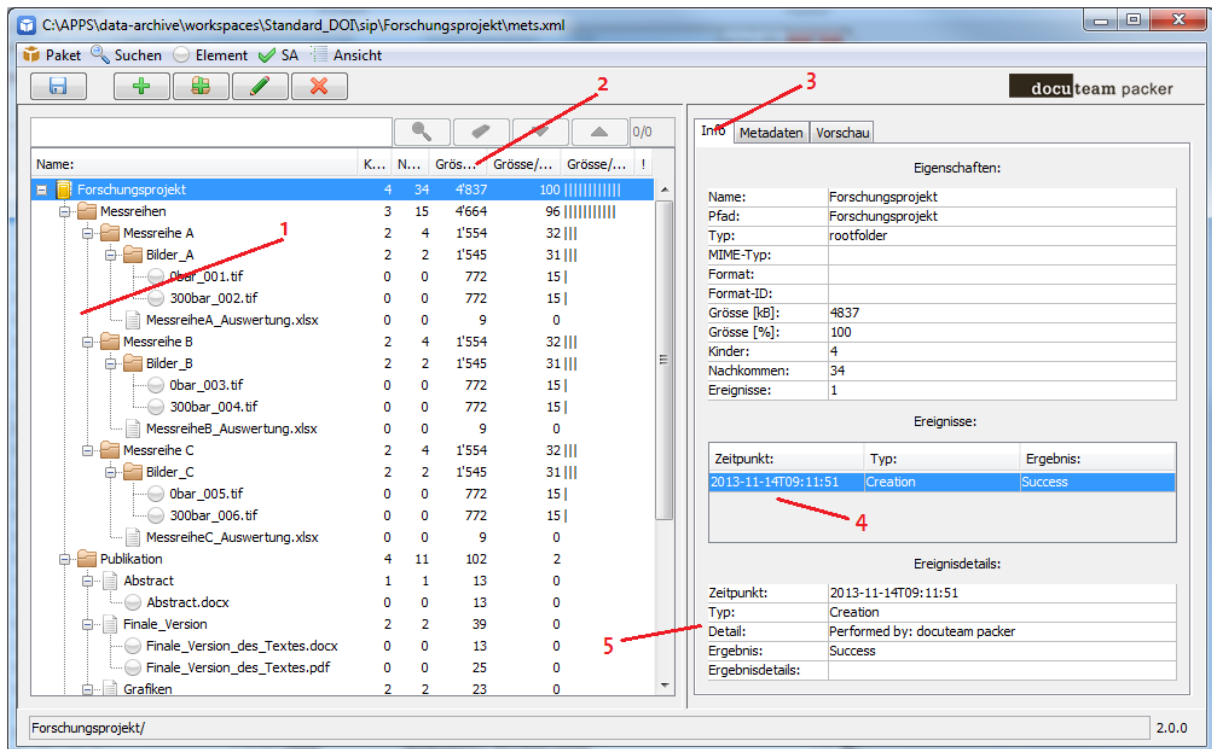 C:\APPS\data-archive\workspaces\Standard_DOI\sip\Forschungsprojekt\mets.xml
Paket Suchen Element SA Ansicht
docuteam packer
2
3
0/0
Info Metadaten Vorschau
Name: K... N... Grös... Grösse/... Grösse/... !
Forschungsprojekt 4 34 4'837 100
Messreihen 3 15 4'664 96
Messreihe A 2 4 1'554 32
1
Bilder_A 2 2 1'545 31
0bar_001.tif 0 0 772 15
300bar_002.tif 0 0 772 15
MessreiheA_Auswertung.xlsx 0 0 9 0
Messreihe B 2 4 1'554 32
Bilder_B 2 2 1'545 31
0bar_003.tif 0 0 772 15
300bar_004.tif 0 0 772 15
MessreiheB_Auswertung.xlsx 0 0 9 0
Messreihe C 2 4 1'554 32
Bilder_C 2 2 1'545 31
0bar_005.tif 0 0 772 15
300bar_006.tif 0 0 772 15
MessreiheC_Auswertung.xlsx 0 0 9 0
Publikation 4 11 102 2
Abstract 1 1 13 0
Abstract.docx 0 0 13 0
Finale_Version 2 2 39 0
Finale_Version_des_Textes.docx 0 0 13 0
Finale_Version_des_Textes.pdf 0 0 25 0
Grafiken 2 2 23 0
Eigenschaften:
Name: Forschungsprojekt
Pfad: Forschungsprojekt
Typ: rootfolder
MIME-Typ:
Format:
Format-ID:
Grösse [kB]: 4837
Grösse [%]: 100
Kinder: 4
Nachkommen: 34
Ereignisse: 1
Ereignisse:
Zeitpunkt: Typ: Ergebnis:
2013-11-14T09:11:51 Creation Success
4
Ereignisdetails:
Zeitpunkt: 2013-11-14T09:11:51
Typ: Creation
5
Detail: Performed by: docuteam packer
Ergebnis: Success
Ergebnisdetails:
Forschungsprojekt/
2.0.0